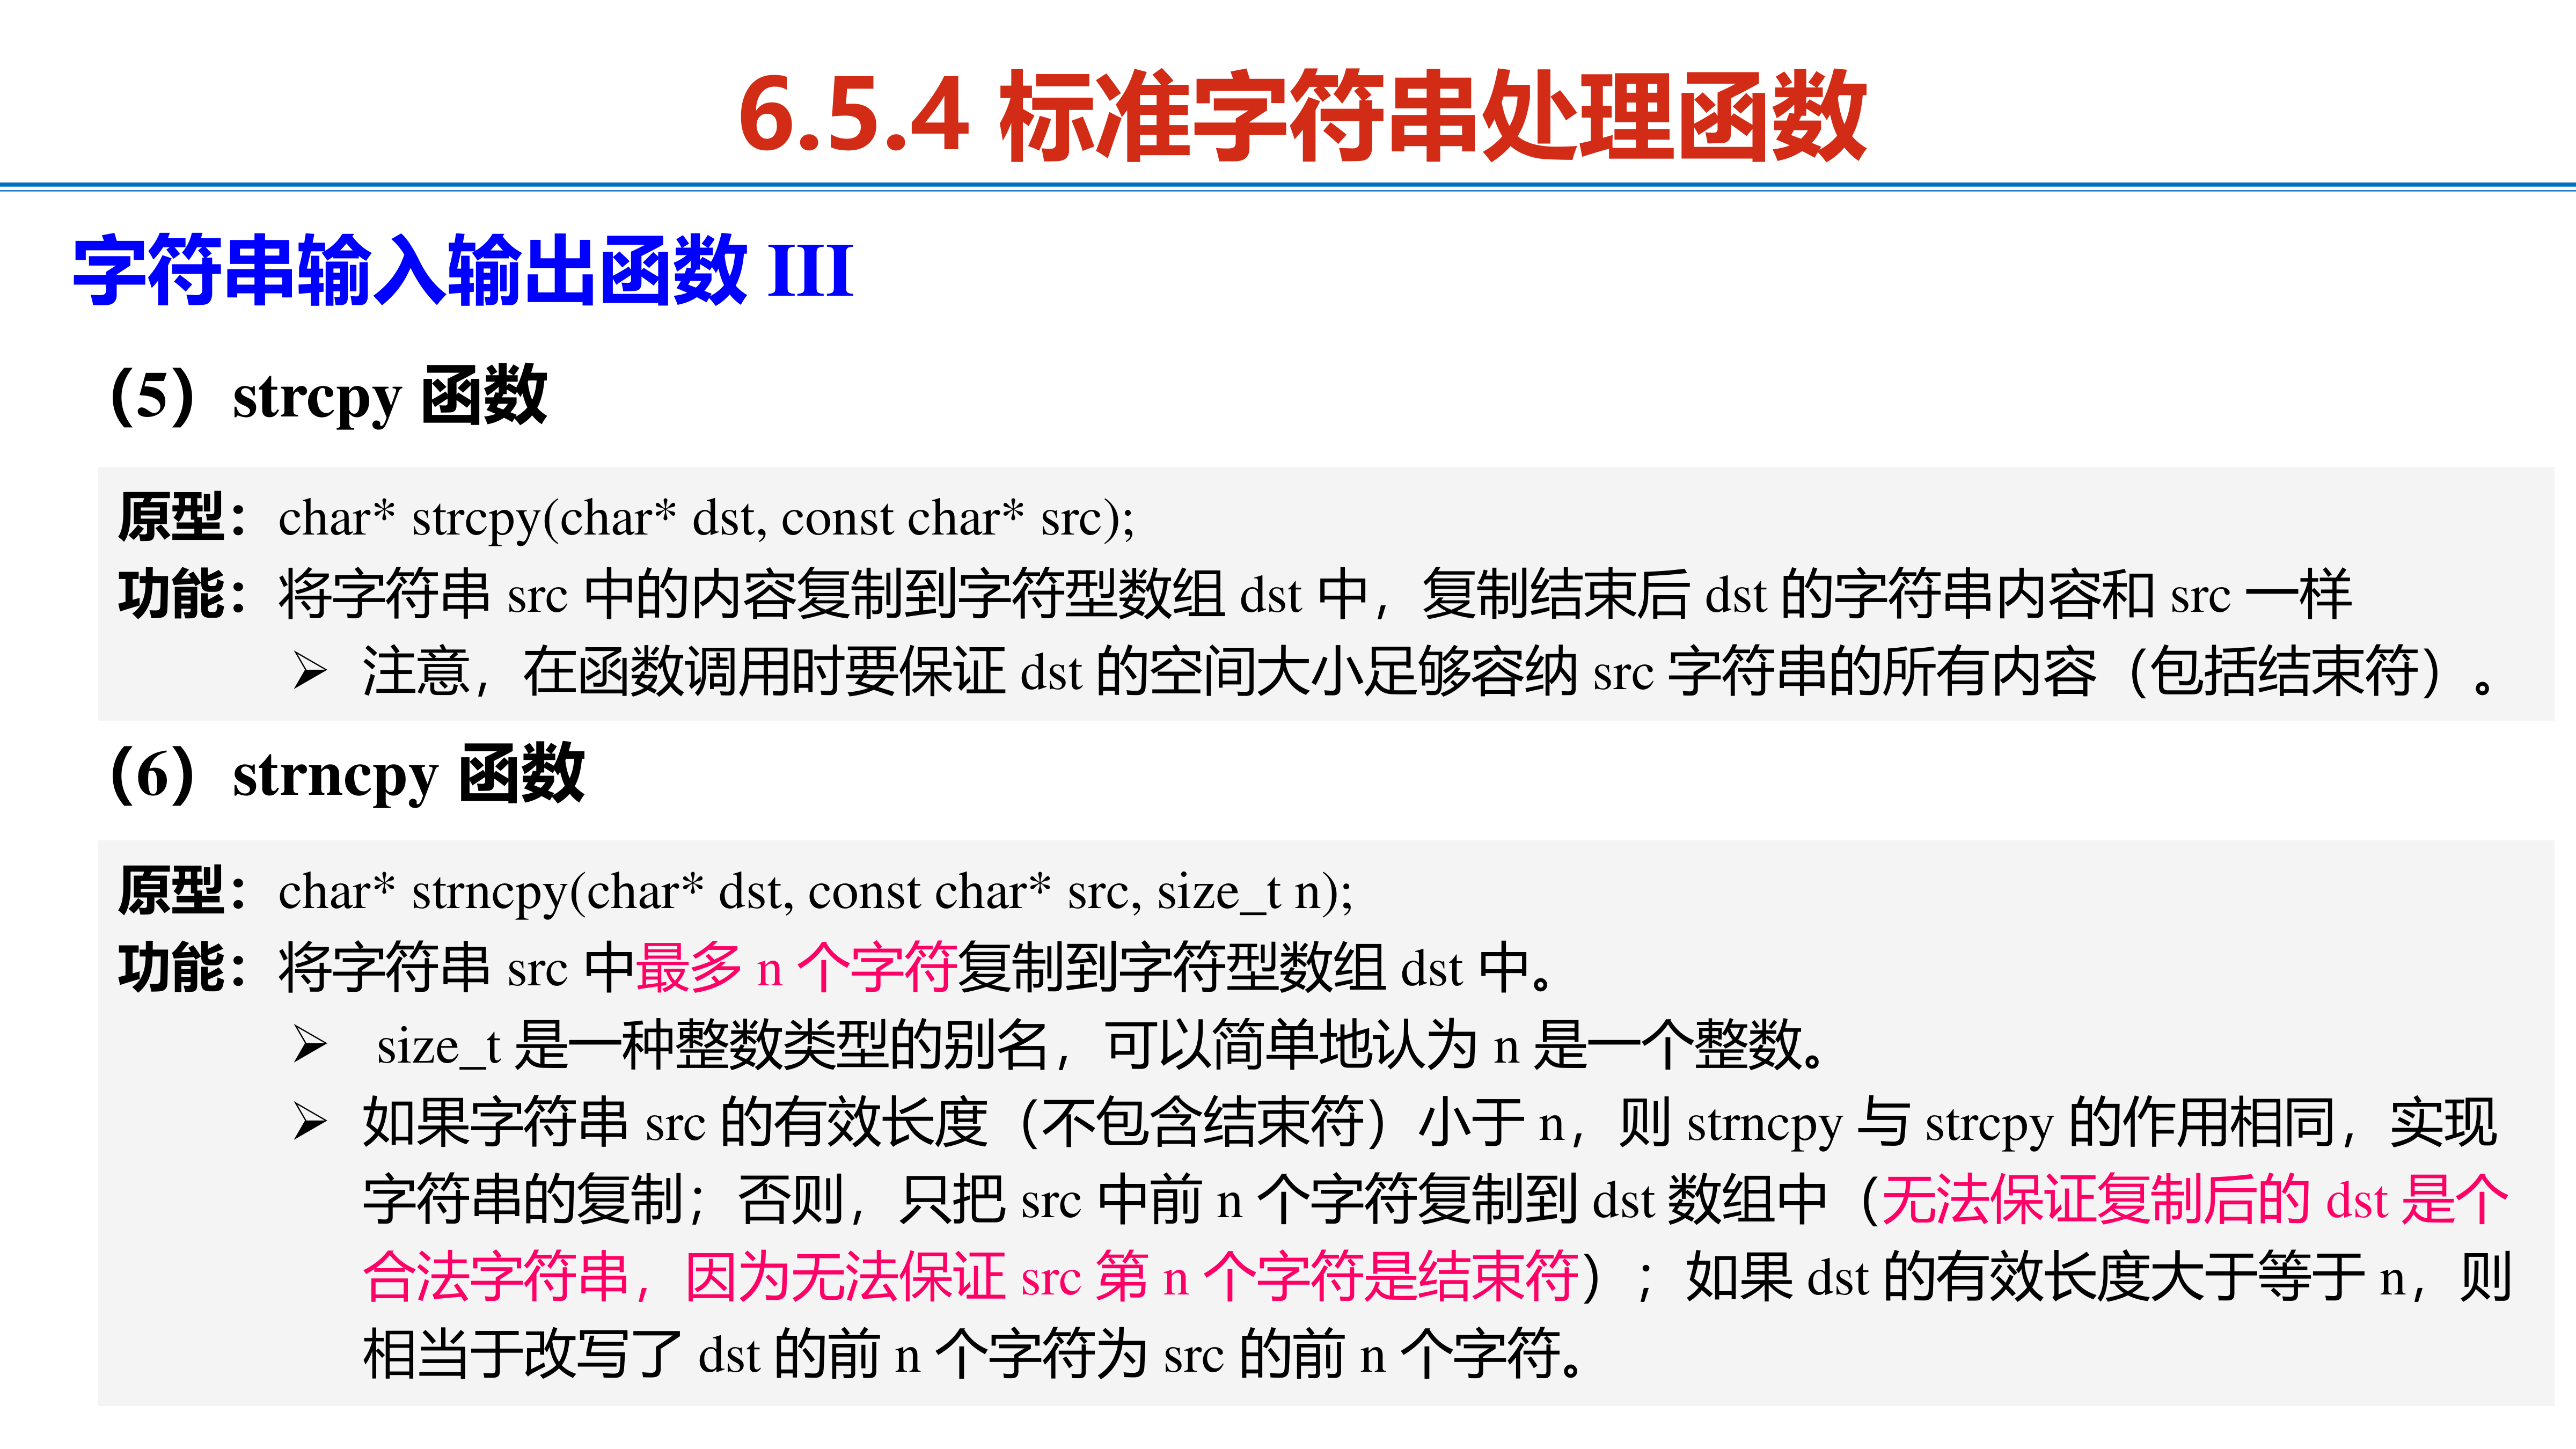 6.5.4 标准字符串处理函数
字符串输入输出函数 III
（5）strcpy 函数
原型：char* strcpy(char* dst, const char* src);
功能：将字符串 src 中的内容复制到字符型数组 dst 中，复制结束后 dst 的字符串内容和 src 一样
➢ 注意，在函数调用时要保证 dst 的空间大小足够容纳 src 字符串的所有内容（包括结束符）。
（6）strncpy 函数
原型：char* strncpy(char* dst, const char* src, size_t n);
功能：将字符串 src 中最多 n 个字符复制到字符型数组 dst 中。
➢ size_t 是一种整数类型的别名，可以简单地认为 n 是一个整数。
➢ 如果字符串 src 的有效长度（不包含结束符）小于 n，则 strncpy 与 strcpy 的作用相同，实现
字符串的复制；否则，只把 src 中前 n 个字符复制到 dst 数组中（无法保证复制后的 dst 是个
合法字符串，因为无法保证 src 第 n 个字符是结束符）；如果 dst 的有效长度大于等于 n，则
相当于改写了 dst 的前 n 个字符为 src 的前 n 个字符。